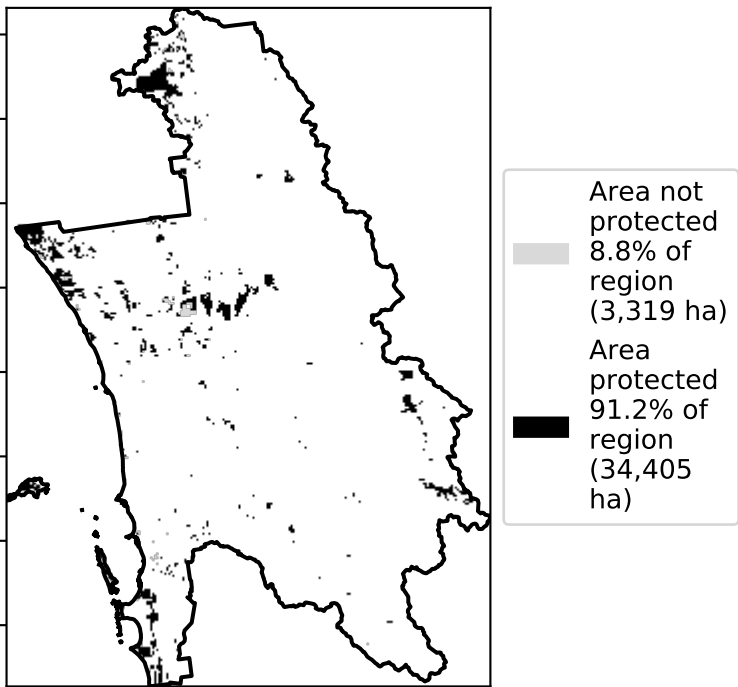 Area not
protected
8.8% of
region
(3,319 ha)
Area
protected
91.2% of
region
(34,405
ha)